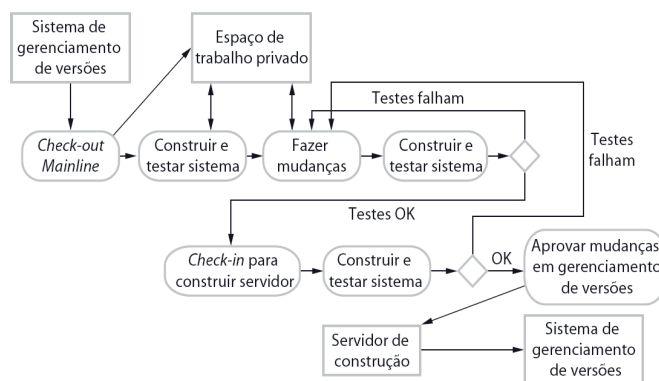 Sistema de
gerenciamento
de versões
Espaço de
trabalho privado
Testes falham
Testes
falham
Check-out
Mainline
Construir e
testar sistema
Fazer
mudanças
Construir e
testar sistema
Testes OK
Check-in para
construir servidor
Construir e
testar sistema
OK
Aprovar mudanças
em gerenciamento
de versões
Servidor de
construção
Sistema de
gerenciamento
de versões